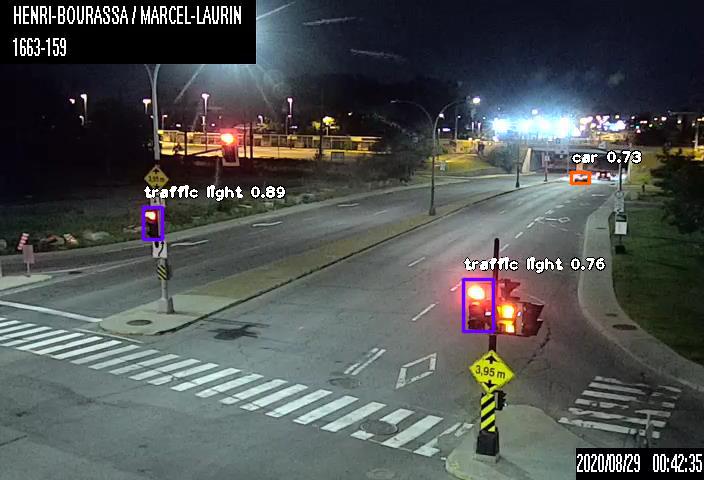 HENRI-BOURASSA / MARCEL-LAURIN
1663-159
car 0.73
traffic light 0.89
traffic light 0.76
3,95 m
2020/08/29 00:42:35